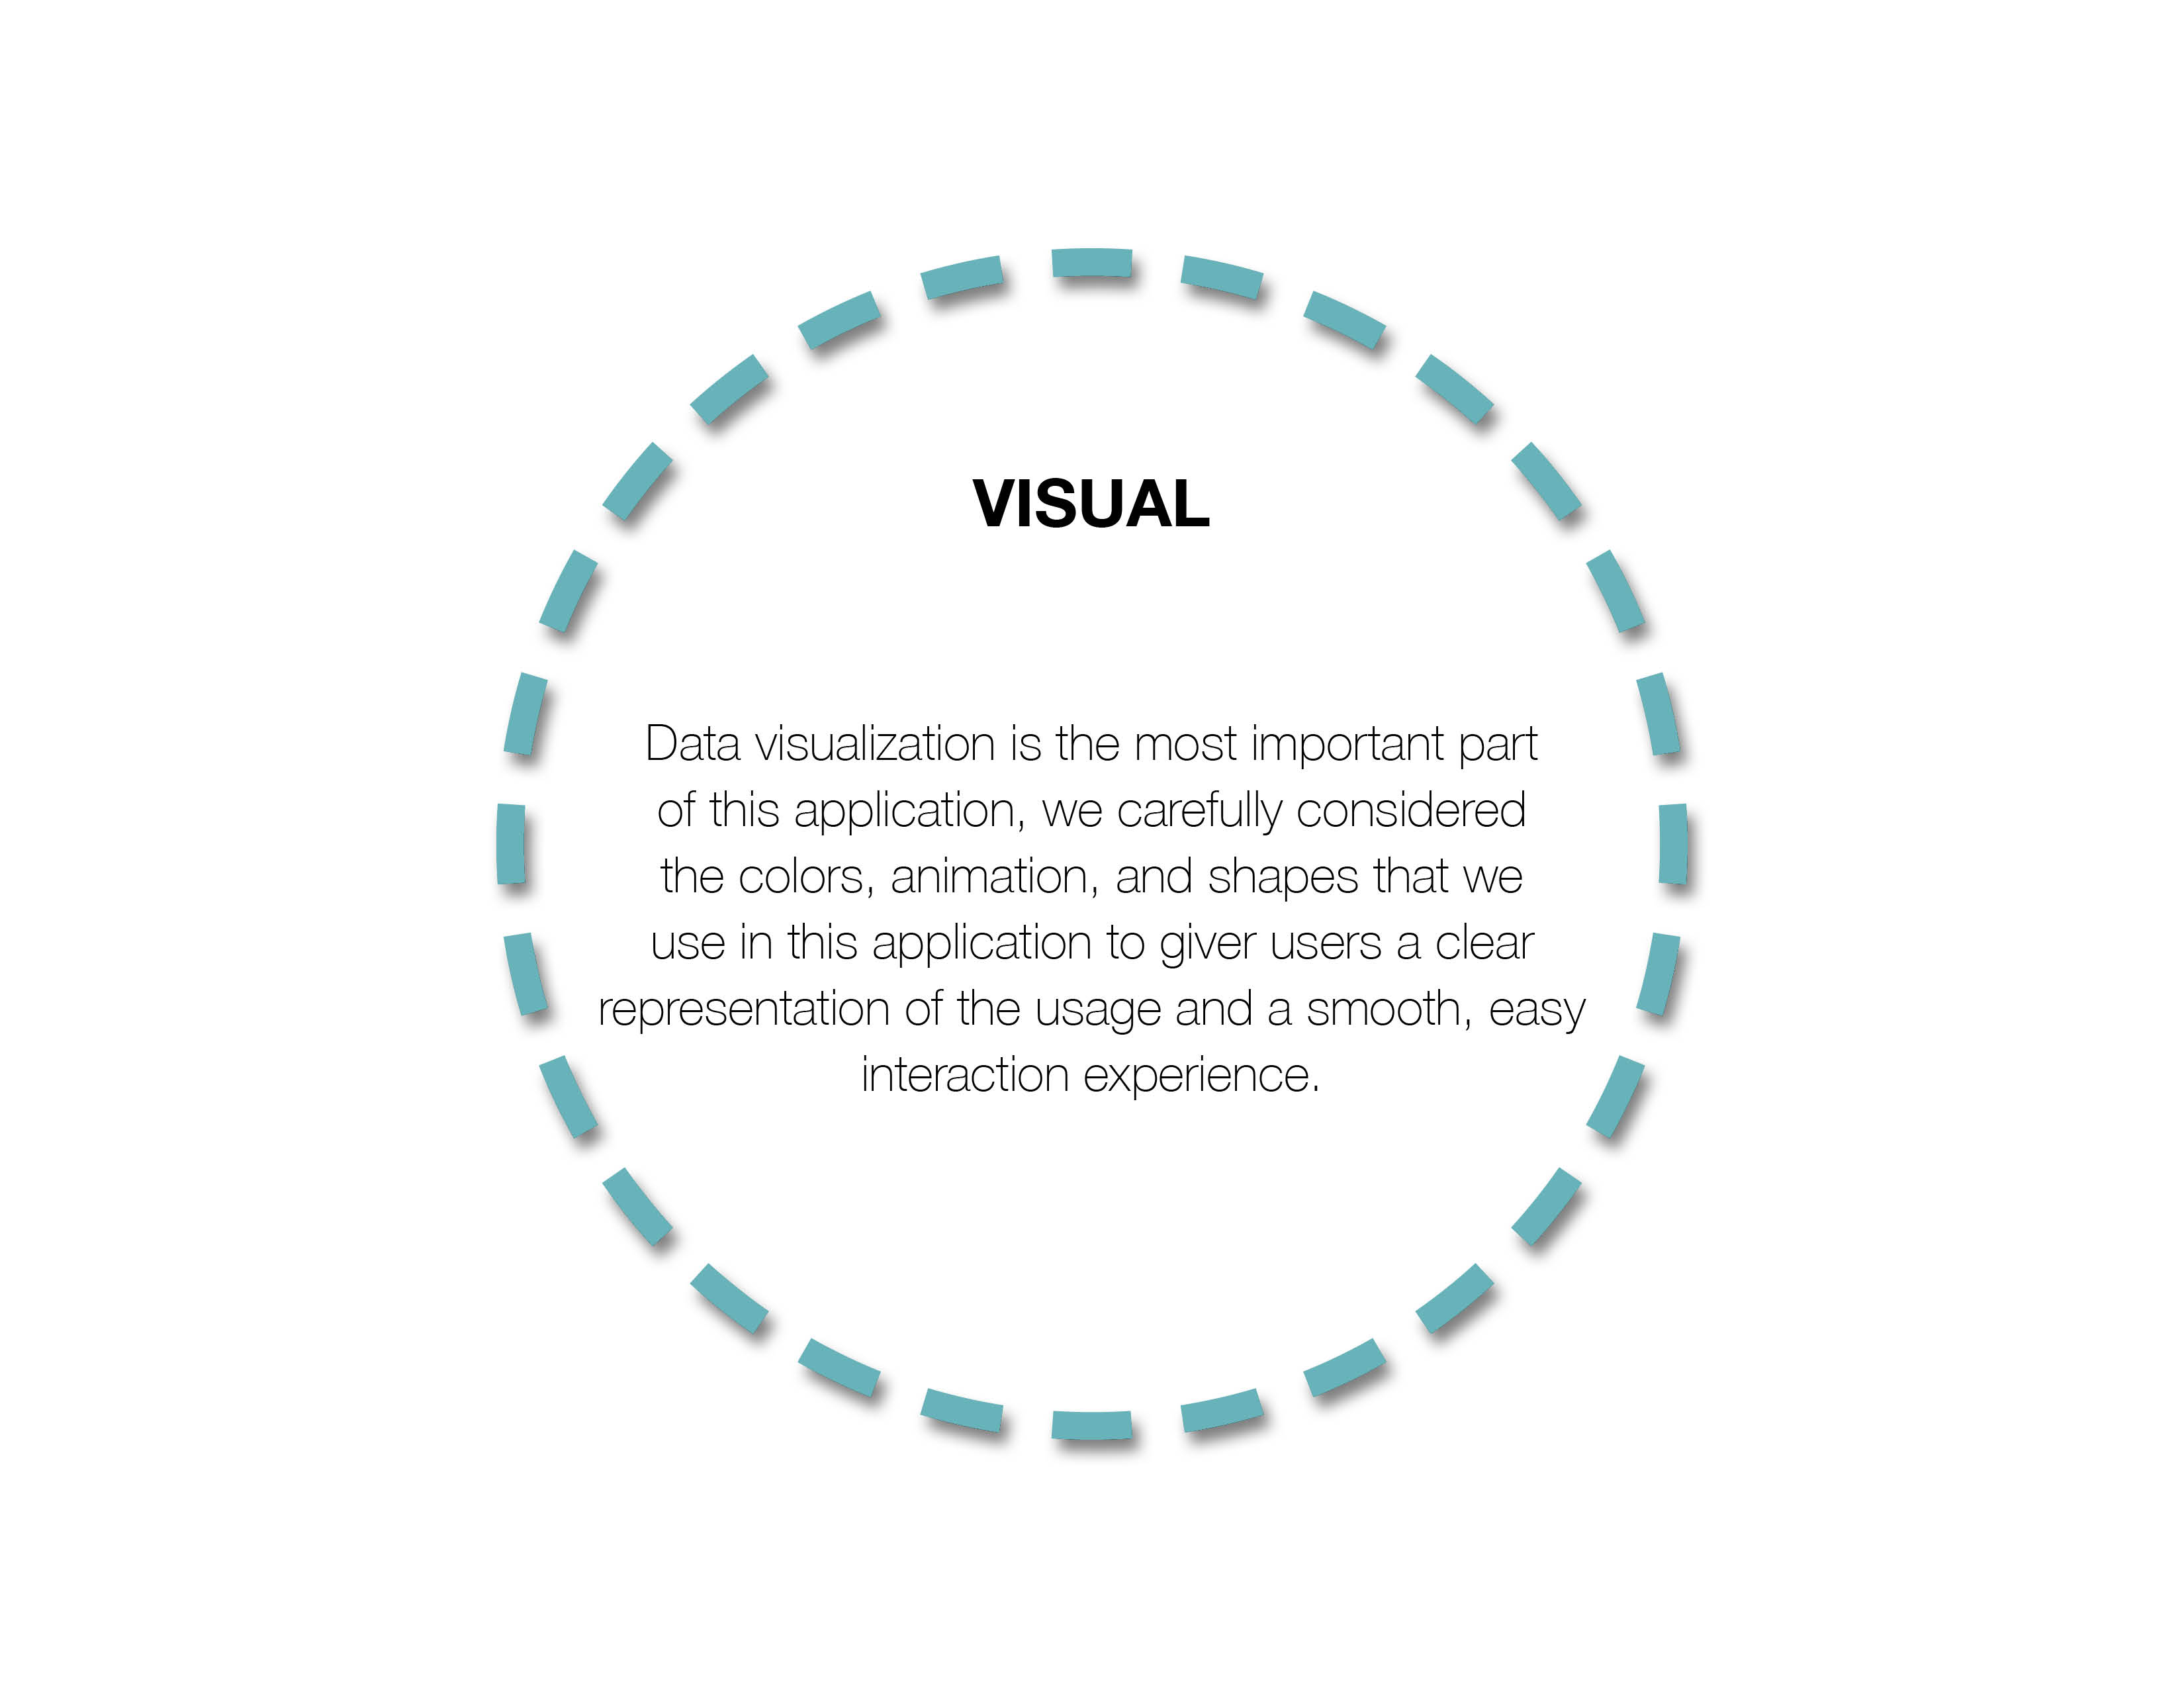 VISUAL
Data visualization is the most important part
of this application, we carefully considered
the colors, animation, and shapes that we
use in this application to giver users a clear
representation of the usage and a smooth, easy
interaction experience.